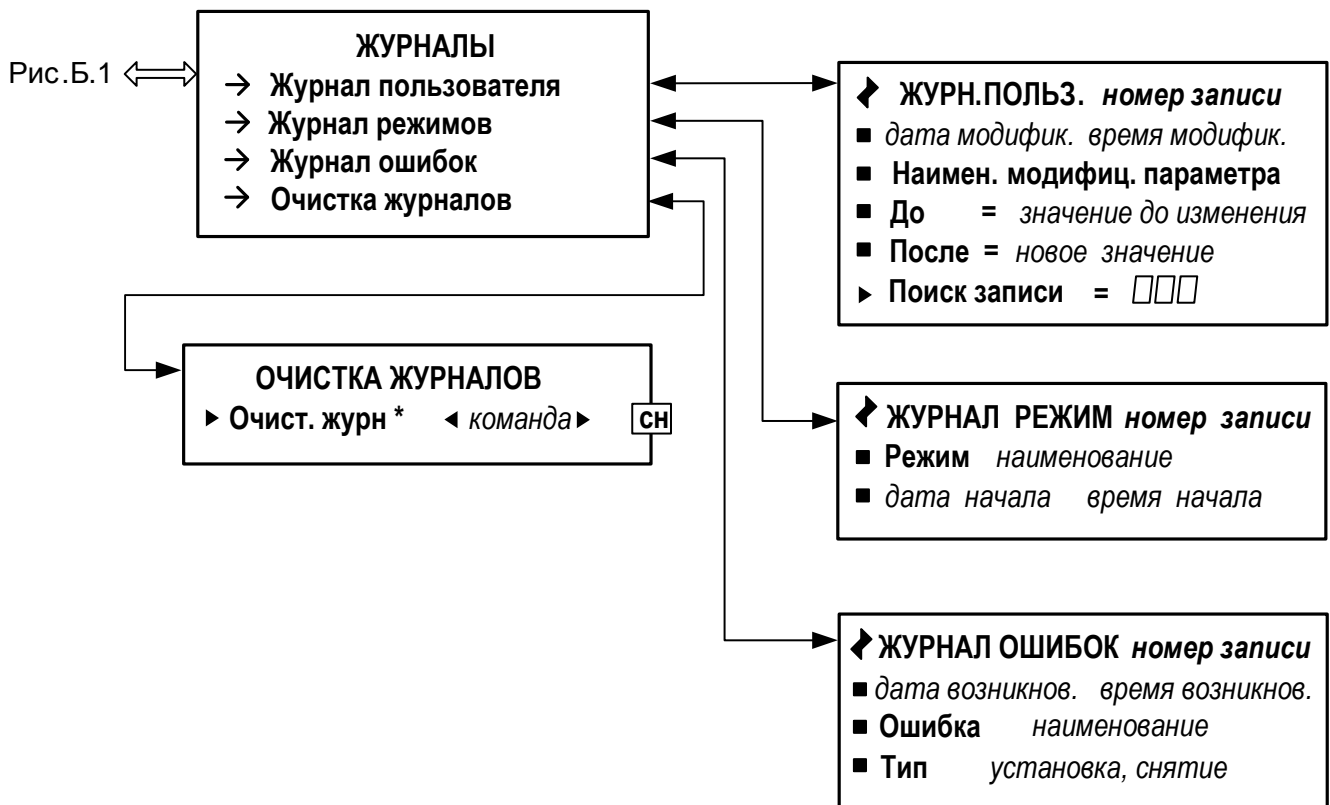 Рис.Б.1
ЖУРНАЛЫ
→ Журнал пользователя
→ Журнал режимов
→ Журнал ошибок
→ Очистка журналов
ОЧИСТКА ЖУРНАЛОВ
Очист. журн * команда
СН
ЖУРН.ПОЛЬЗ. номер записи
дата модифик. время модифик.
Наимен. модифиц. параметра
До = значение до изменения
После = новое значение
Поиск записи =
ЖУРНАЛ РЕЖИМ номер записи
Режим наименование
дата начала время начала
ЖУРНАЛ ОШИБОК номер записи
дата возникнов. время возникнов.
Ошибка наименование
Тип установка, снятие